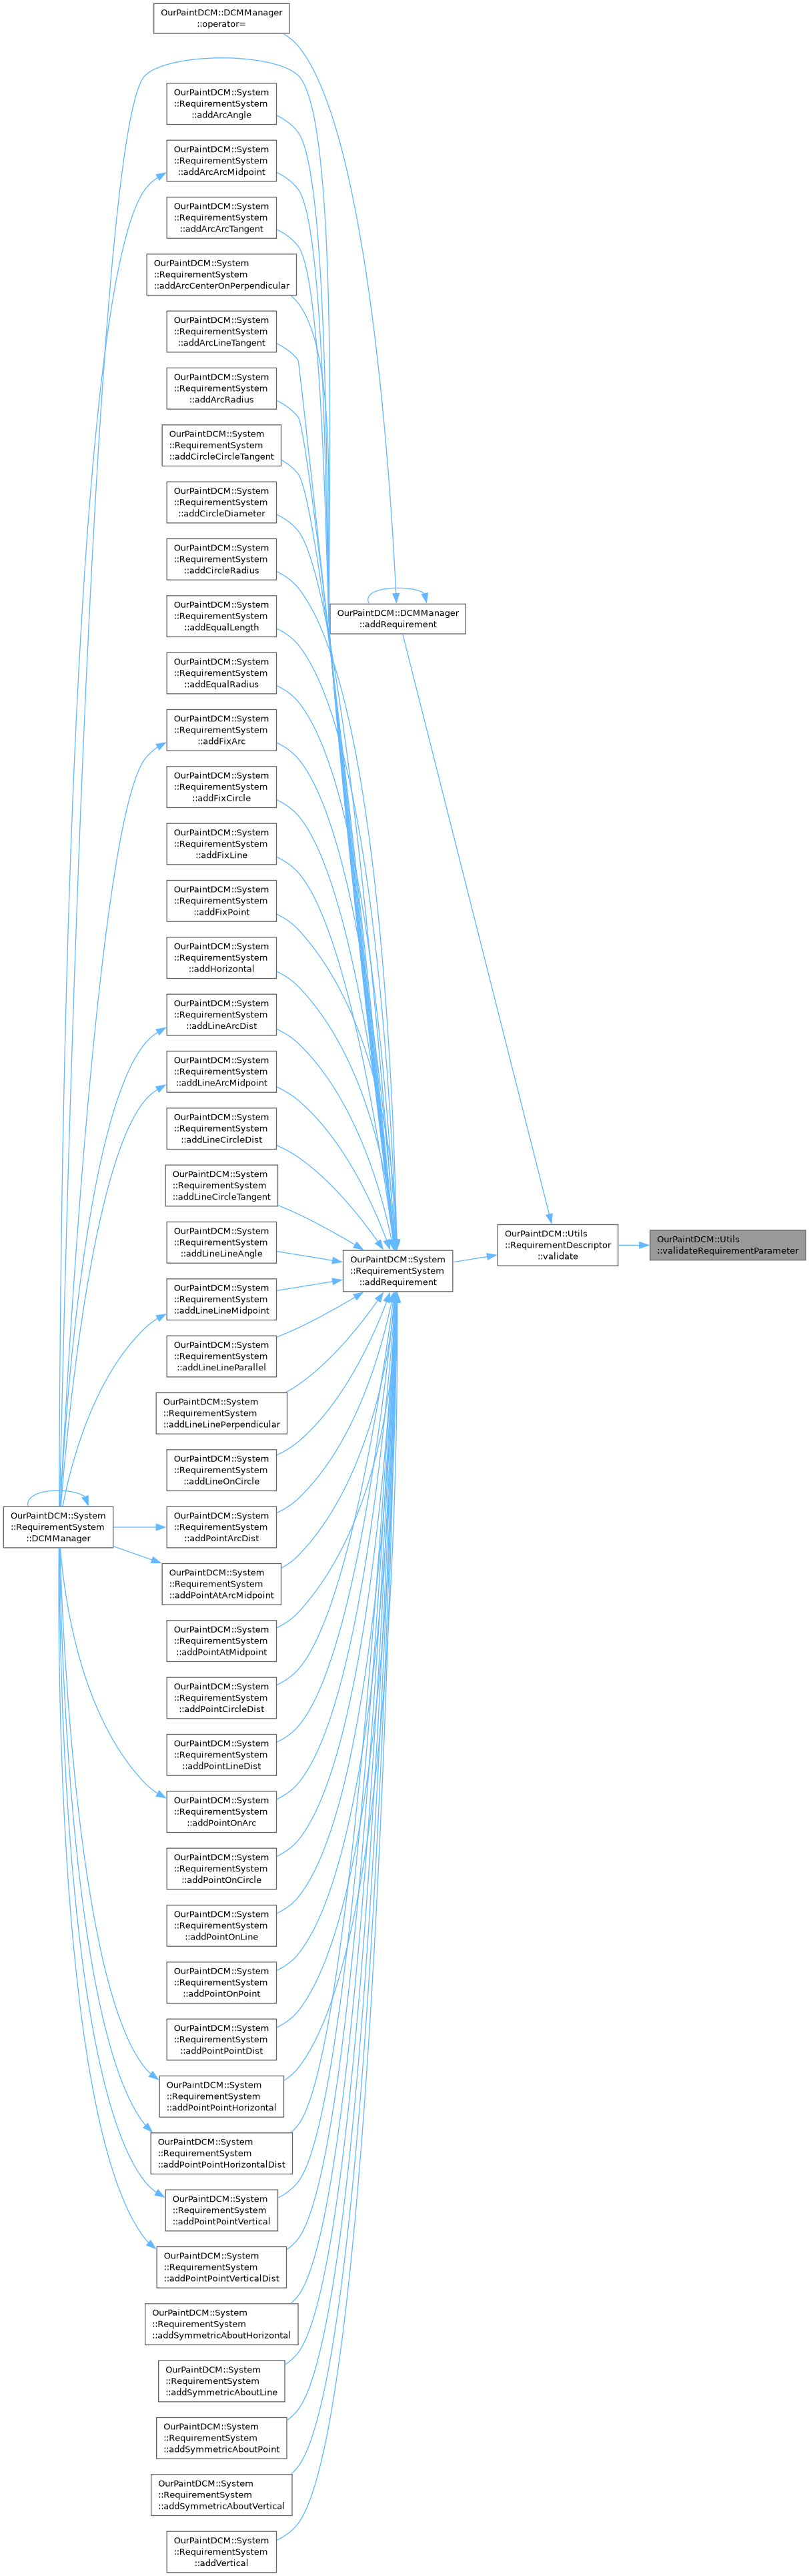 OurPaintDCM::DCMManager
::operator=
OurPaintDCM::System
::RequirementSystem
::addArcAngle
OurPaintDCM::System
::RequirementSystem
::addArcArcMidpoint
OurPaintDCM::System
::RequirementSystem
::addArcArcTangent
OurPaintDCM::System
::RequirementSystem
::addArcCenterOnPerpendicular
OurPaintDCM::System
::RequirementSystem
::addArcLineTangent
OurPaintDCM::System
::RequirementSystem
::addArcRadius
OurPaintDCM::System
::RequirementSystem
::addCircleCircleTangent
OurPaintDCM::System
::RequirementSystem
::addCircleDiameter
OurPaintDCM::System
::RequirementSystem
::addCircleRadius
OurPaintDCM::System
::RequirementSystem
::addEqualLength
OurPaintDCM::DCMManager
::addRequirement
OurPaintDCM::System
::RequirementSystem
::addEqualRadius
OurPaintDCM::System
::RequirementSystem
::addFixArc
OurPaintDCM::System
::RequirementSystem
::addFixCircle
OurPaintDCM::System
::RequirementSystem
::addFixLine
OurPaintDCM::System
::RequirementSystem
::addFixPoint
OurPaintDCM::System
::RequirementSystem
::addHorizontal
OurPaintDCM::System
::RequirementSystem
::addLineArcDist
OurPaintDCM::System
::RequirementSystem
::addLineArcMidpoint
OurPaintDCM::System
::RequirementSystem
::addLineCircleDist
OurPaintDCM::System
::RequirementSystem
::addLineCircleTangent
OurPaintDCM::System
::RequirementSystem
::addLineLineAngle
OurPaintDCM::System
::RequirementSystem
::addRequirement
OurPaintDCM::Utils
::RequirementDescriptor
::validate
OurPaintDCM::Utils
::validateRequirementParameter
OurPaintDCM::System
::RequirementSystem
::addLineLineMidpoint
OurPaintDCM::System
::RequirementSystem
::addLineLineParallel
OurPaintDCM::System
::RequirementSystem
::addLineLinePerpendicular
OurPaintDCM::System
::RequirementSystem
::addLineOnCircle
OurPaintDCM::System
::RequirementSystem
::DCMManager
OurPaintDCM::System
::RequirementSystem
::addPointArcDist
OurPaintDCM::System
::RequirementSystem
::addPointAtArcMidpoint
OurPaintDCM::System
::RequirementSystem
::addPointAtMidpoint
OurPaintDCM::System
::RequirementSystem
::addPointCircleDist
OurPaintDCM::System
::RequirementSystem
::addPointLineDist
OurPaintDCM::System
::RequirementSystem
::addPointOnArc
OurPaintDCM::System
::RequirementSystem
::addPointOnCircle
OurPaintDCM::System
::RequirementSystem
::addPointOnLine
OurPaintDCM::System
::RequirementSystem
::addPointOnPoint
OurPaintDCM::System
::RequirementSystem
::addPointPointDist
OurPaintDCM::System
::RequirementSystem
::addPointPointHorizontal
OurPaintDCM::System
::RequirementSystem
::addPointPointHorizontalDist
OurPaintDCM::System
::RequirementSystem
::addPointPointVertical
OurPaintDCM::System
::RequirementSystem
::addPointPointVerticalDist
OurPaintDCM::System
::RequirementSystem
::addSymmetricAboutHorizontal
OurPaintDCM::System
::RequirementSystem
::addSymmetricAboutLine
OurPaintDCM::System
::RequirementSystem
::addSymmetricAboutPoint
OurPaintDCM::System
::RequirementSystem
::addSymmetricAboutVertical
OurPaintDCM::System
::RequirementSystem
::addVertical